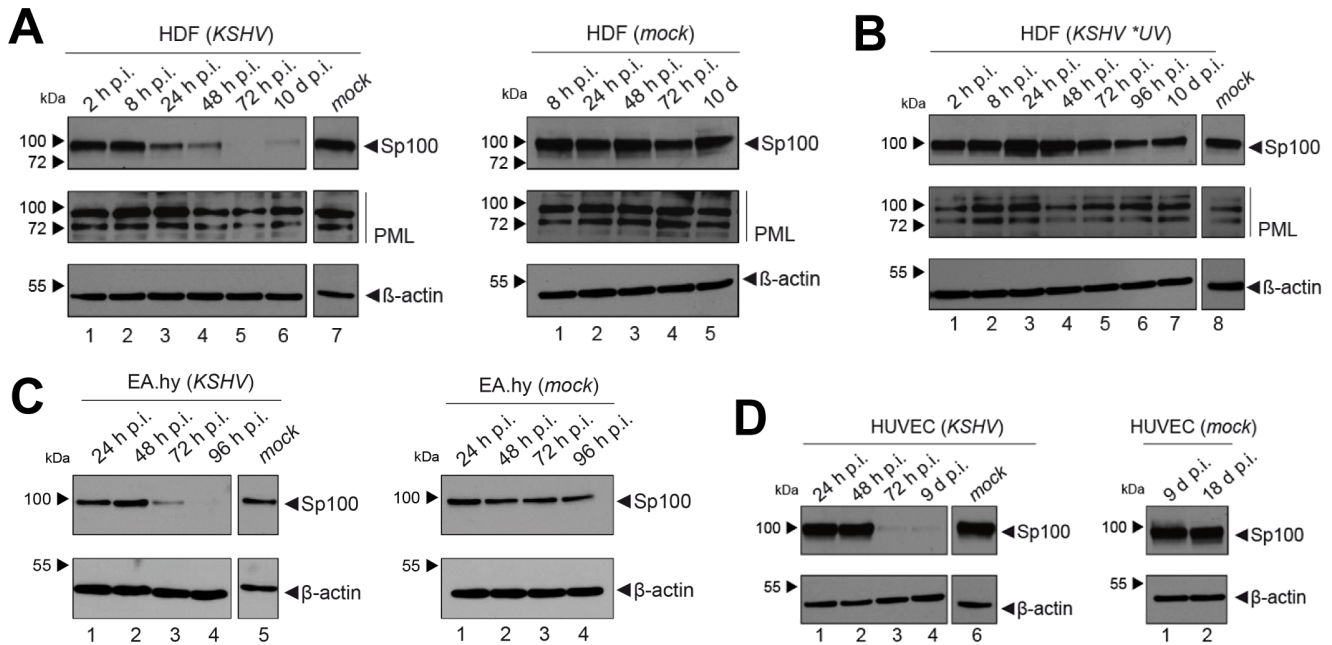 A
HDF (KSHV)
2 h p.i. 8 h p.i. 24 h p.i. 48 h p.i. 72 h p.i. 10 d p.i. mock
kDa
100 Sp100
72
100
72 PML
55
ß-actin
1 2 3 4 5 6 7
HDF (mock)
8 h p.i. 24 h p.i. 48 h p.i. 72 h p.i. 10 d
kDa
100 Sp100
72
100
72 PML
55 ß-actin
1 2 3 4 5
B
HDF (KSHV *UV)
2 h p.i. 8 h p.i. 24 h p.i. 48 h p.i. 72 h p.i. 96 h p.i. 10 d p.i. mock
kDa
100 Sp100
72
100
72 PML
55
ß-actin
1 2 3 4 5 6 7 8
C
EA.hy (KSHV)
24 h p.i. 48 h p.i. 72 h p.i. 96 h p.i. mock
kDa
100 Sp100
55
β-actin
1 2 3 4 5
EA.hy (mock)
24 h p.i. 48 h p.i. 72 h p.i. 96 h p.i.
kDa
100 Sp100
55
β-actin
1 2 3 4
D
HUVEC (KSHV)
24 h p.i. 48 h p.i. 72 h p.i. 9 d p.i. mock
kDa
100 Sp100
55
β-actin
1 2 3 4 6
HUVEC (mock)
9 d p.i. 18 d p.i.
kDa
100 Sp100
55
β-actin
1 2